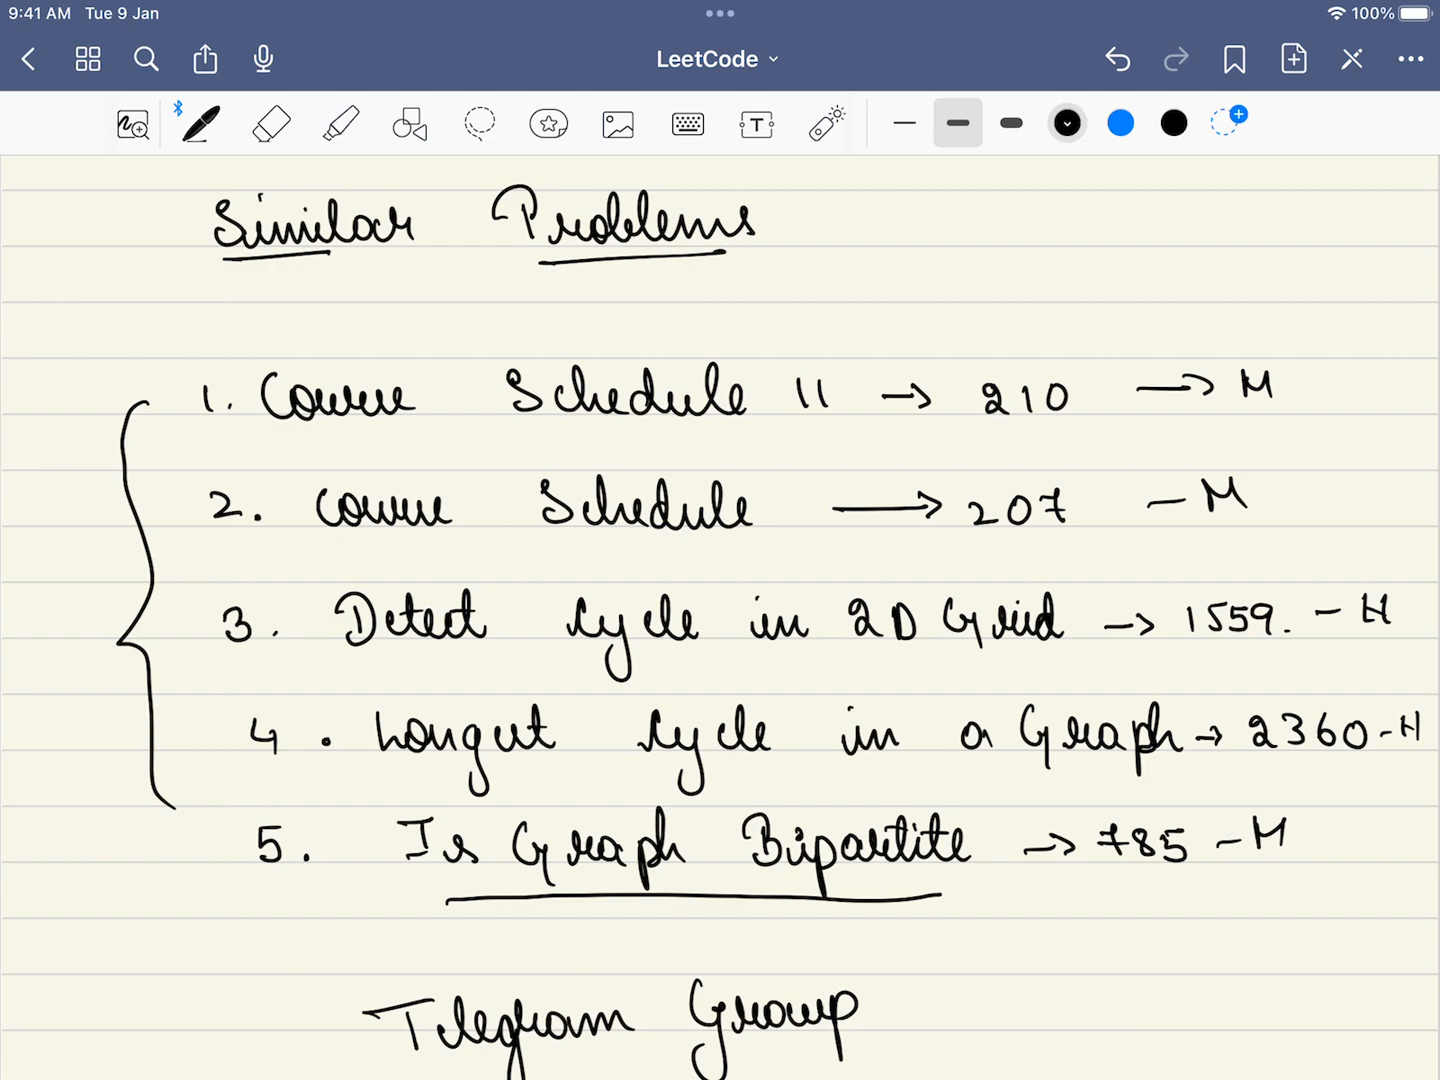 9:41 AM Tue 9 Jan
100%
LeetCode
T
Similar Problems
1. Course Schedule II → 210 → M
2. Course Schedule → 207 - M
3. Detect Cycle in 2D Grid → 1559. - H
4. Longest Cycle in a Graph → 2360 - H
5. Is Graph Bipartite → 785 - M
Telegram Group